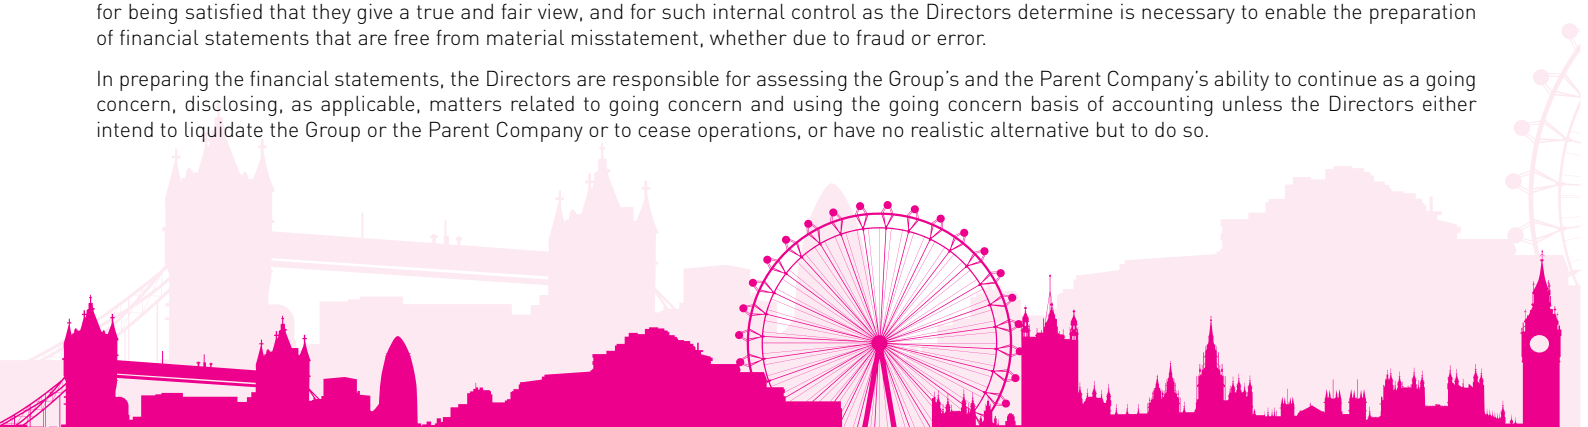 for being satisfied that they give a true and fair view, and for such internal control as the Directors determine is necessary to enable the preparation
of financial statements that are free from material misstatement, whether due to fraud or error.
In preparing the financial statements, the Directors are responsible for assessing the Group’s and the Parent Company’s ability to continue as a going
concern, disclosing, as applicable, matters related to going concern and using the going concern basis of accounting unless the Directors either
intend to liquidate the Group or the Parent Company or to cease operations, or have no realistic alternative but to do so.